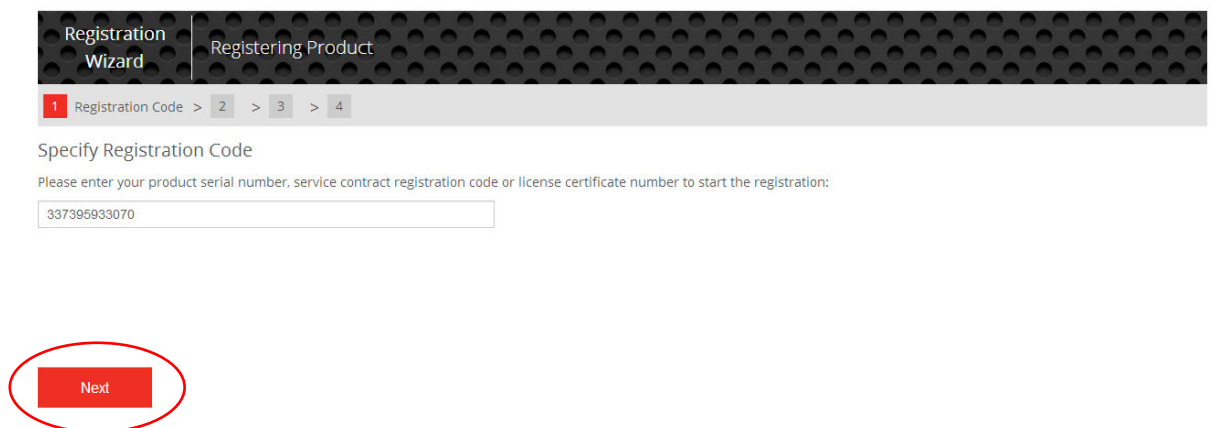 Registration
Wizard
Registering Product
1 Registration Code > 2 > 3 > 4
Specify Registration Code
Please enter your product serial number, service contract registration code or license certificate number to start the registration:
337395933070
Next